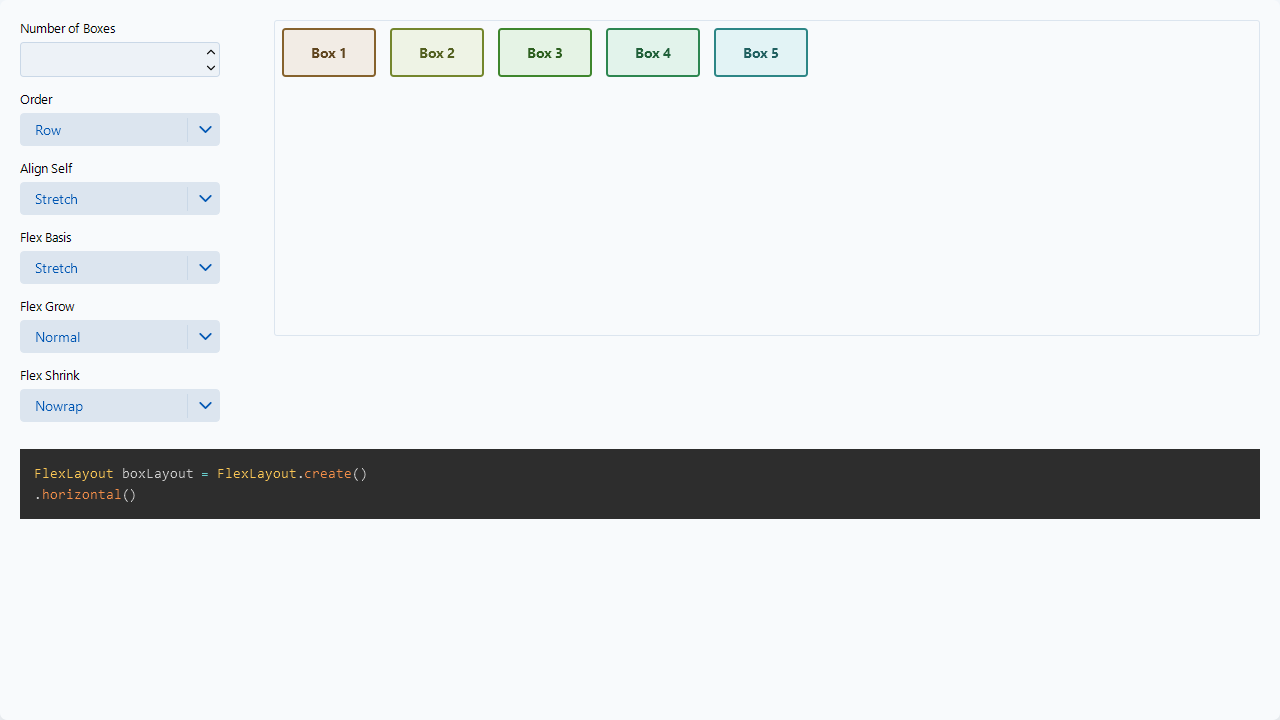 Number of Boxes
Order
Row
Align Self
Stretch
Flex Basis
Stretch
Flex Grow
Normal
Flex Shrink
Nowrap
Box 1
Box 2
Box 3
Box 4
Box 5
FlexLayout boxLayout = FlexLayout.create()
.horizontal()